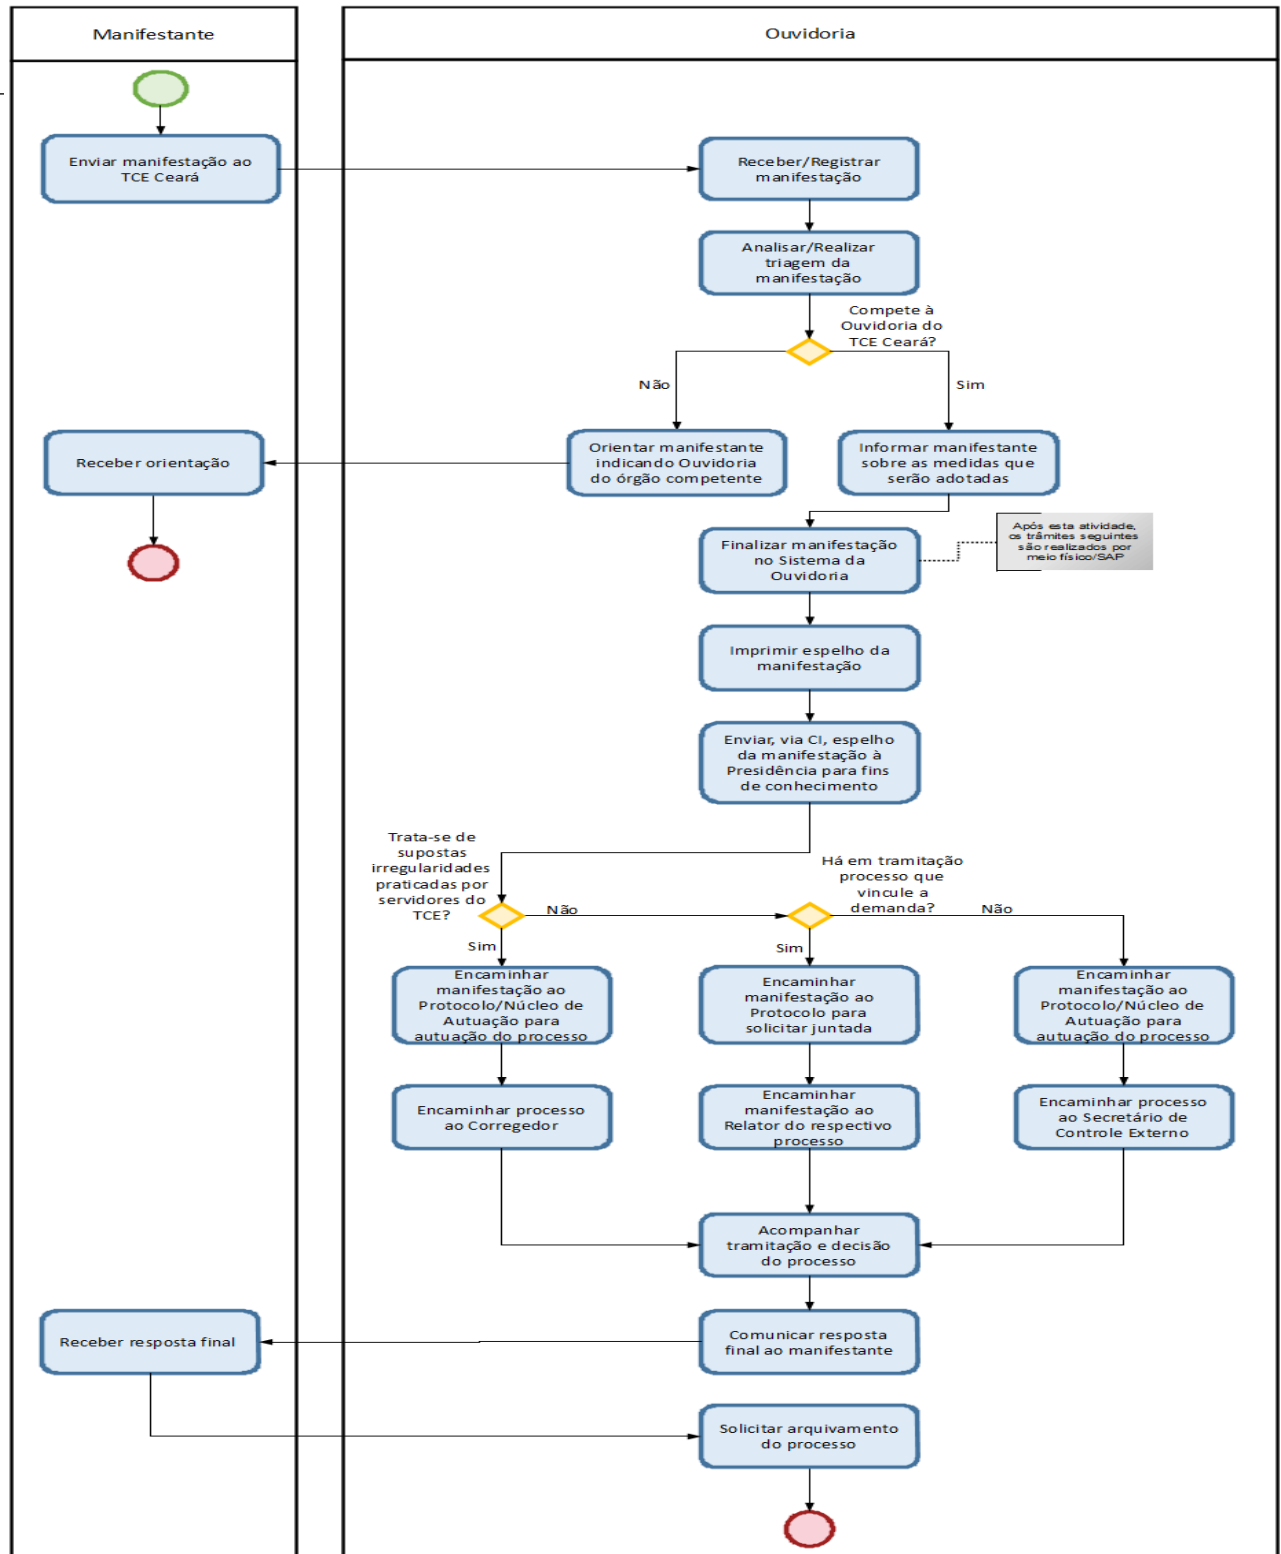 Manifestante
Ouvidoria
Enviar manifestação ao
TCE Ceará
Receber/Registrar
manifestação
Analisar/Realizar
triagem da
manifestação
Compete à
Ouvidoria do
TCE Ceará?
Não
Sim
Receber orientação
Orientar manifestante
indicando Ouvidoria
do órgão competente
Informar manifestante
sobre as medidas que
serão adotadas
Finalizar manifestação
no Sistema da
Ouvidoria
Após esta atividade,
os trâmites seguintes
são realizados por
meio físico/SAP
Imprimir espelho da
manifestação
Enviar, via CI, espelho
da manifestação à
Presidência para fins
de conhecimento
Trata-se de
supostas
irregularidades
praticadas por
servidores do
TCE?
Não
Há em tramitação
processo que
vincule a
demanda?
Não
Sim
Sim
Encaminhar
manifestação ao
Protocolo/Núcleo de
Autuação para
autuação do processo
Encaminhar
manifestação ao
Protocolo para
solicitar juntada
Encaminhar
manifestação ao
Protocolo/Núcleo de
Autuação para
autuação do processo
Encaminhar processo
ao Corregedor
Encaminhar
manifestação ao
Relator do respectivo
processo
Encaminhar processo
ao Secretário de
Controle Externo
Acompanhar
tramitação e decisão
do processo
Receber resposta final
Comunicar resposta
final ao manifestante
Solicitar arquivamento
do processo